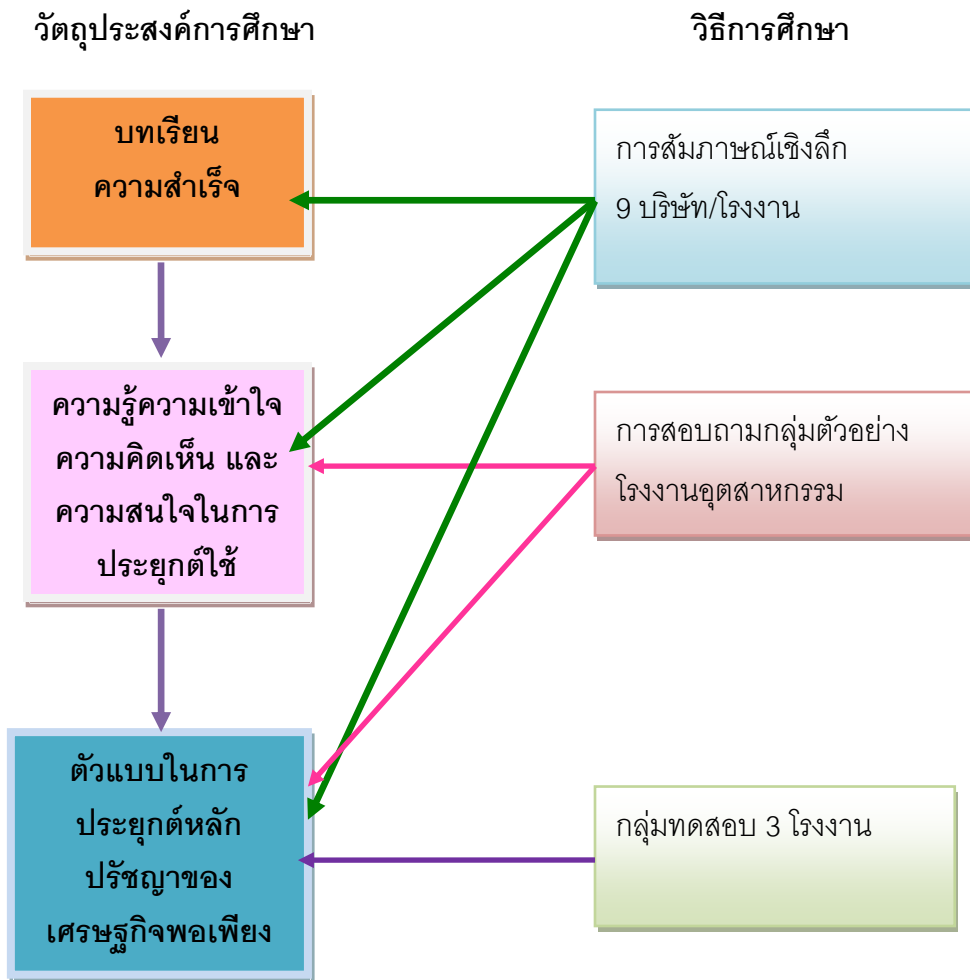 วัตถุประสงค์การศึกษา
วิธีการศึกษา
บทเรียน
ความสำเร็จ
การสัมภาษณ์เชิงลึก
9 บริษัท/โรงงาน
ความรู้ความเข้าใจ
ความคิดเห็น และ
ความสนใจในการ
ประยุกต์ใช้
การสอบถามกลุ่มตัวอย่าง
โรงงานอุตสาหกรรม
ตัวแบบในการ
ประยุกต์หลัก
ปรัชญาของ
เศรษฐกิจพอเพียง
กลุ่มทดสอบ 3 โรงงาน